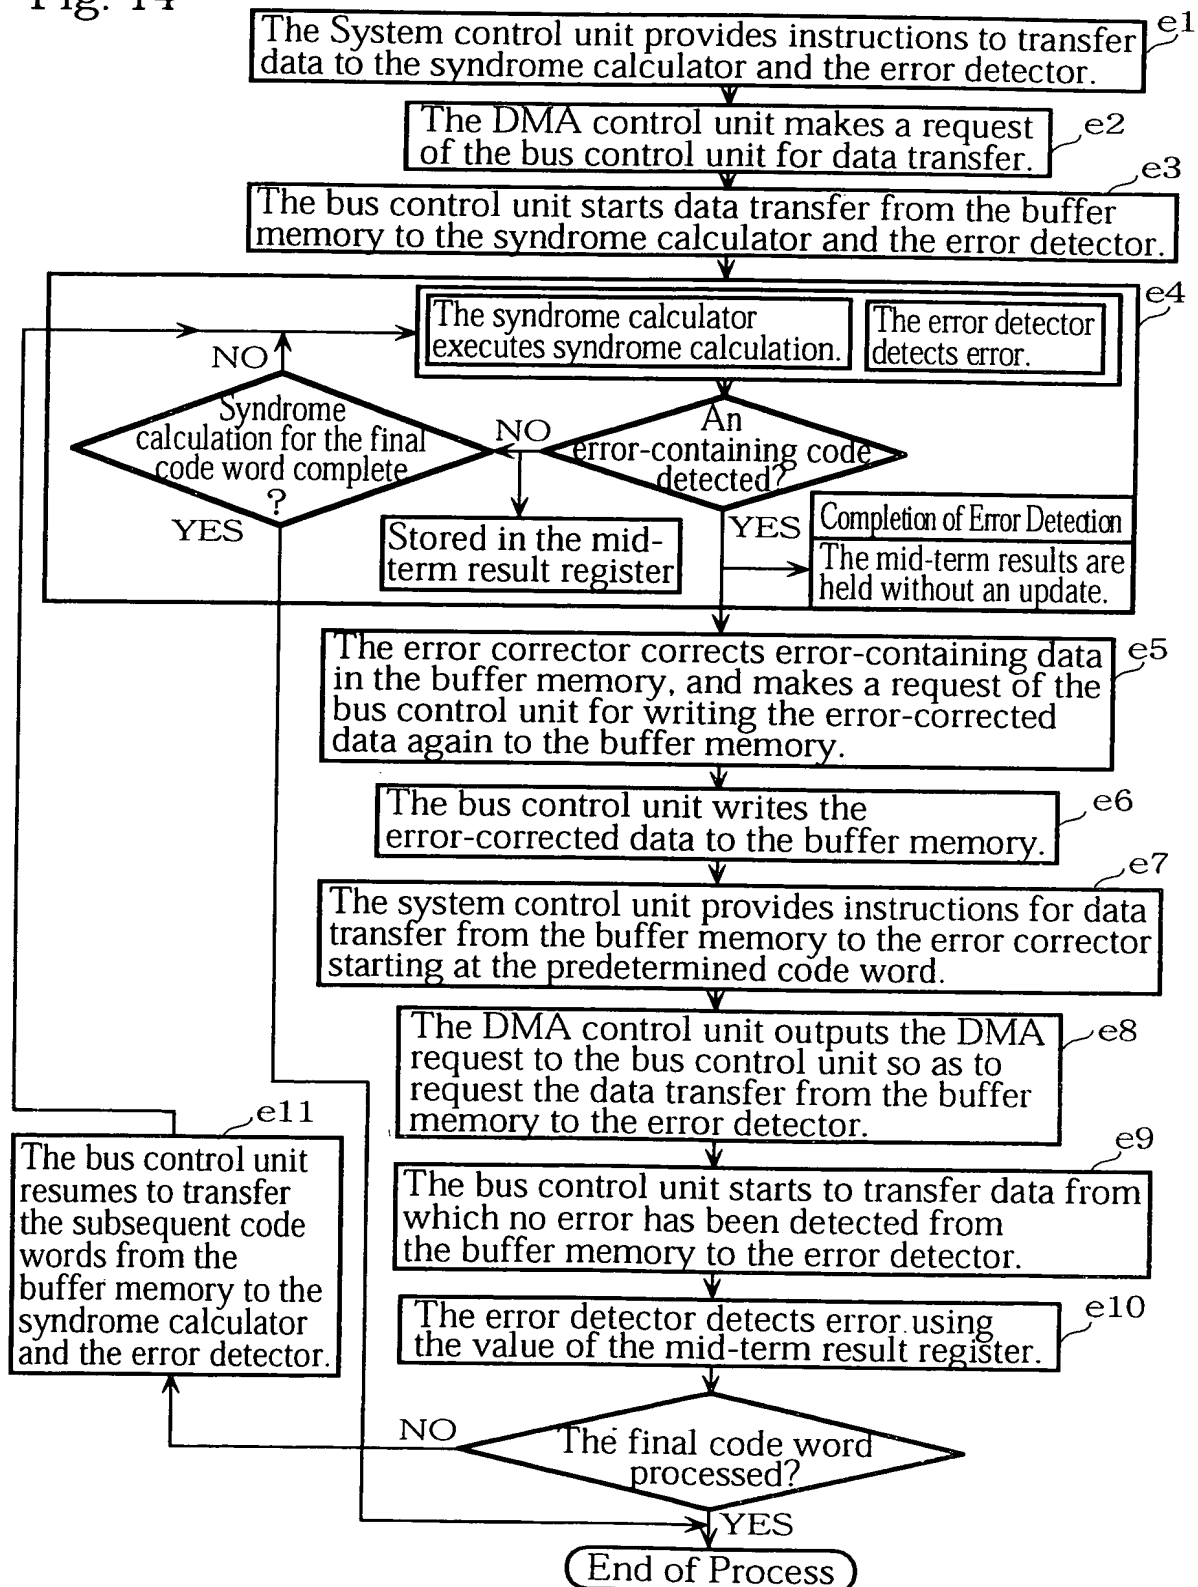 Fig. 14
The System control unit provides instructions to transfer
data to the syndrome calculator and the error detector.
e1
The DMA control unit makes a request
of the bus control unit for data transfer.
e2
The bus control unit starts data transfer from the buffer
memory to the syndrome calculator and the error detector.
e3
e4
The syndrome calculator
executes syndrome calculation.
The error detector
detects error.
NO
Syndrome
calculation for the final
code word complete
?
YES
NO
An
error-containing code
detected?
YES
Stored in the mid-
term result register
Completion of Error Detection
The mid-term results are
held without an update.
The error corrector corrects error-containing data
in the buffer memory, and makes a request of the
bus control unit for writing the error-corrected
data again to the buffer memory.
e5
The bus control unit writes the
error-corrected data to the buffer memory.
e6
The system control unit provides instructions for data
transfer from the buffer memory to the error corrector
starting at the predetermined code word.
e7
The DMA control unit outputs the DMA
request to the bus control unit so as to
request the data transfer from the buffer
memory to the error detector.
e8
The bus control unit starts to transfer data from
which no error has been detected from
the buffer memory to the error detector.
e9
The error detector detects error using
the value of the mid-term result register.
e10
e11
The bus control unit
resumes to transfer
the subsequent code
words from the
buffer memory to the
syndrome calculator
and the error detector.
NO
The final code word
processed?
YES
End of Process